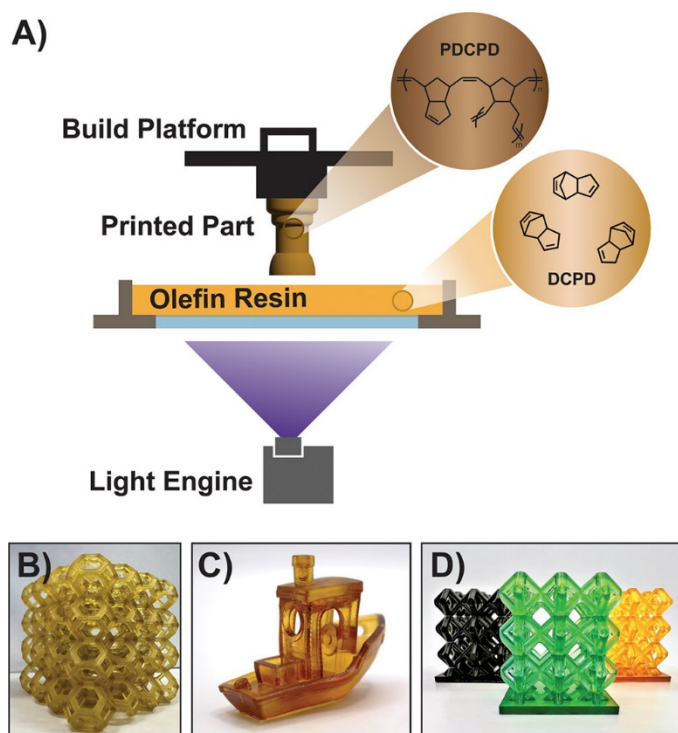 A)
PDCPD
n
m
Build Platform
Printed Part
DCPD
Olefin Resin
Light Engine
B)
C)
D)